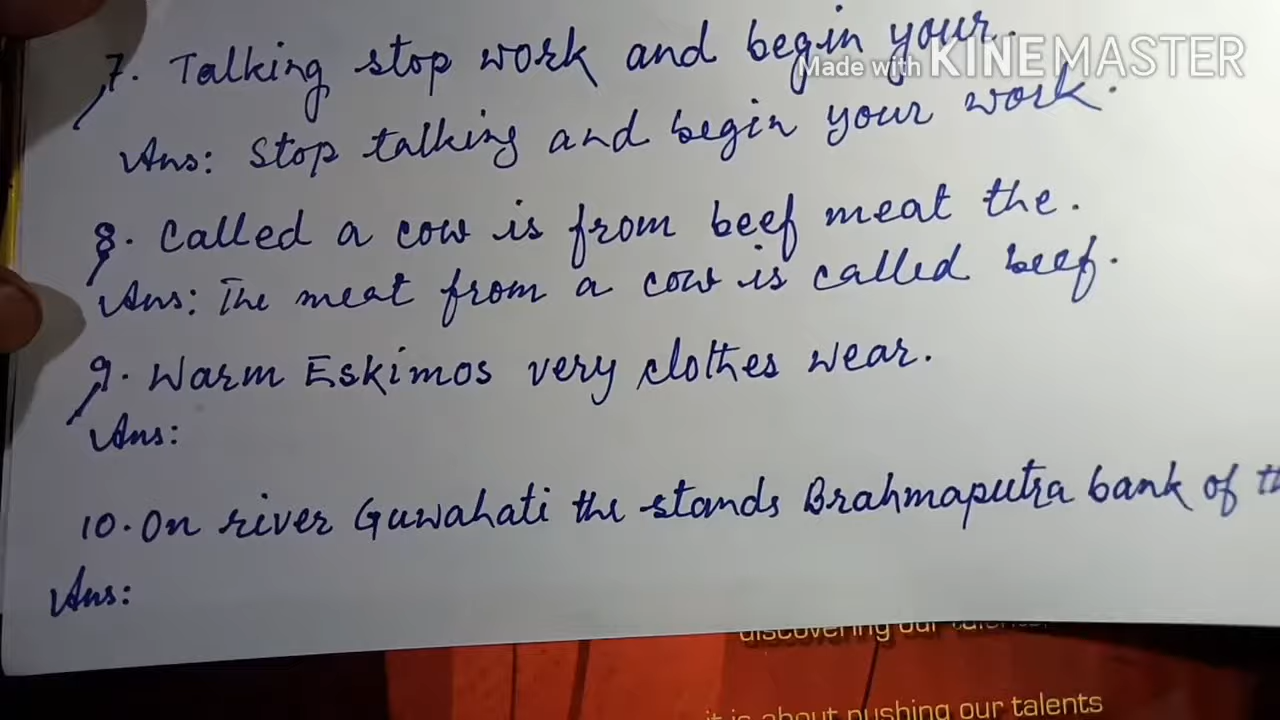 7. Talking stop work and begin your.
Made with KINEMASTER
Ans: Stop talking and begin your work.
8. Called a cow is from beef meat the.
Ans: The meat from a cow is called beef.
9. Warm Eskimos very clothes wear.
Ans:
10. On river Guwahati the stands Brahmaputra bank of
Ans:
discovering our
it is about pushing our talents